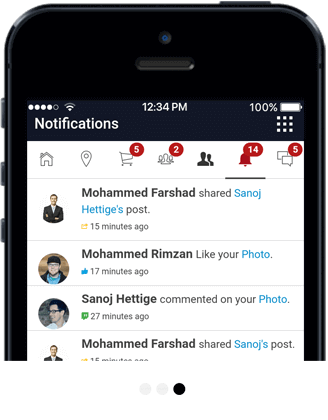 12:34 PM 100%
Notifications
5 2 14 5
Mohammed Farshad shared Sanoj
Hettige's post.
15 minutes ago
Mohammed Rimzan Like your Photo.
17 minutes ago
Sanoj Hettige commented on your Photo.
27 minutes ago
Mohammed Farshad shared Sanoj's post.
15 minutes ago